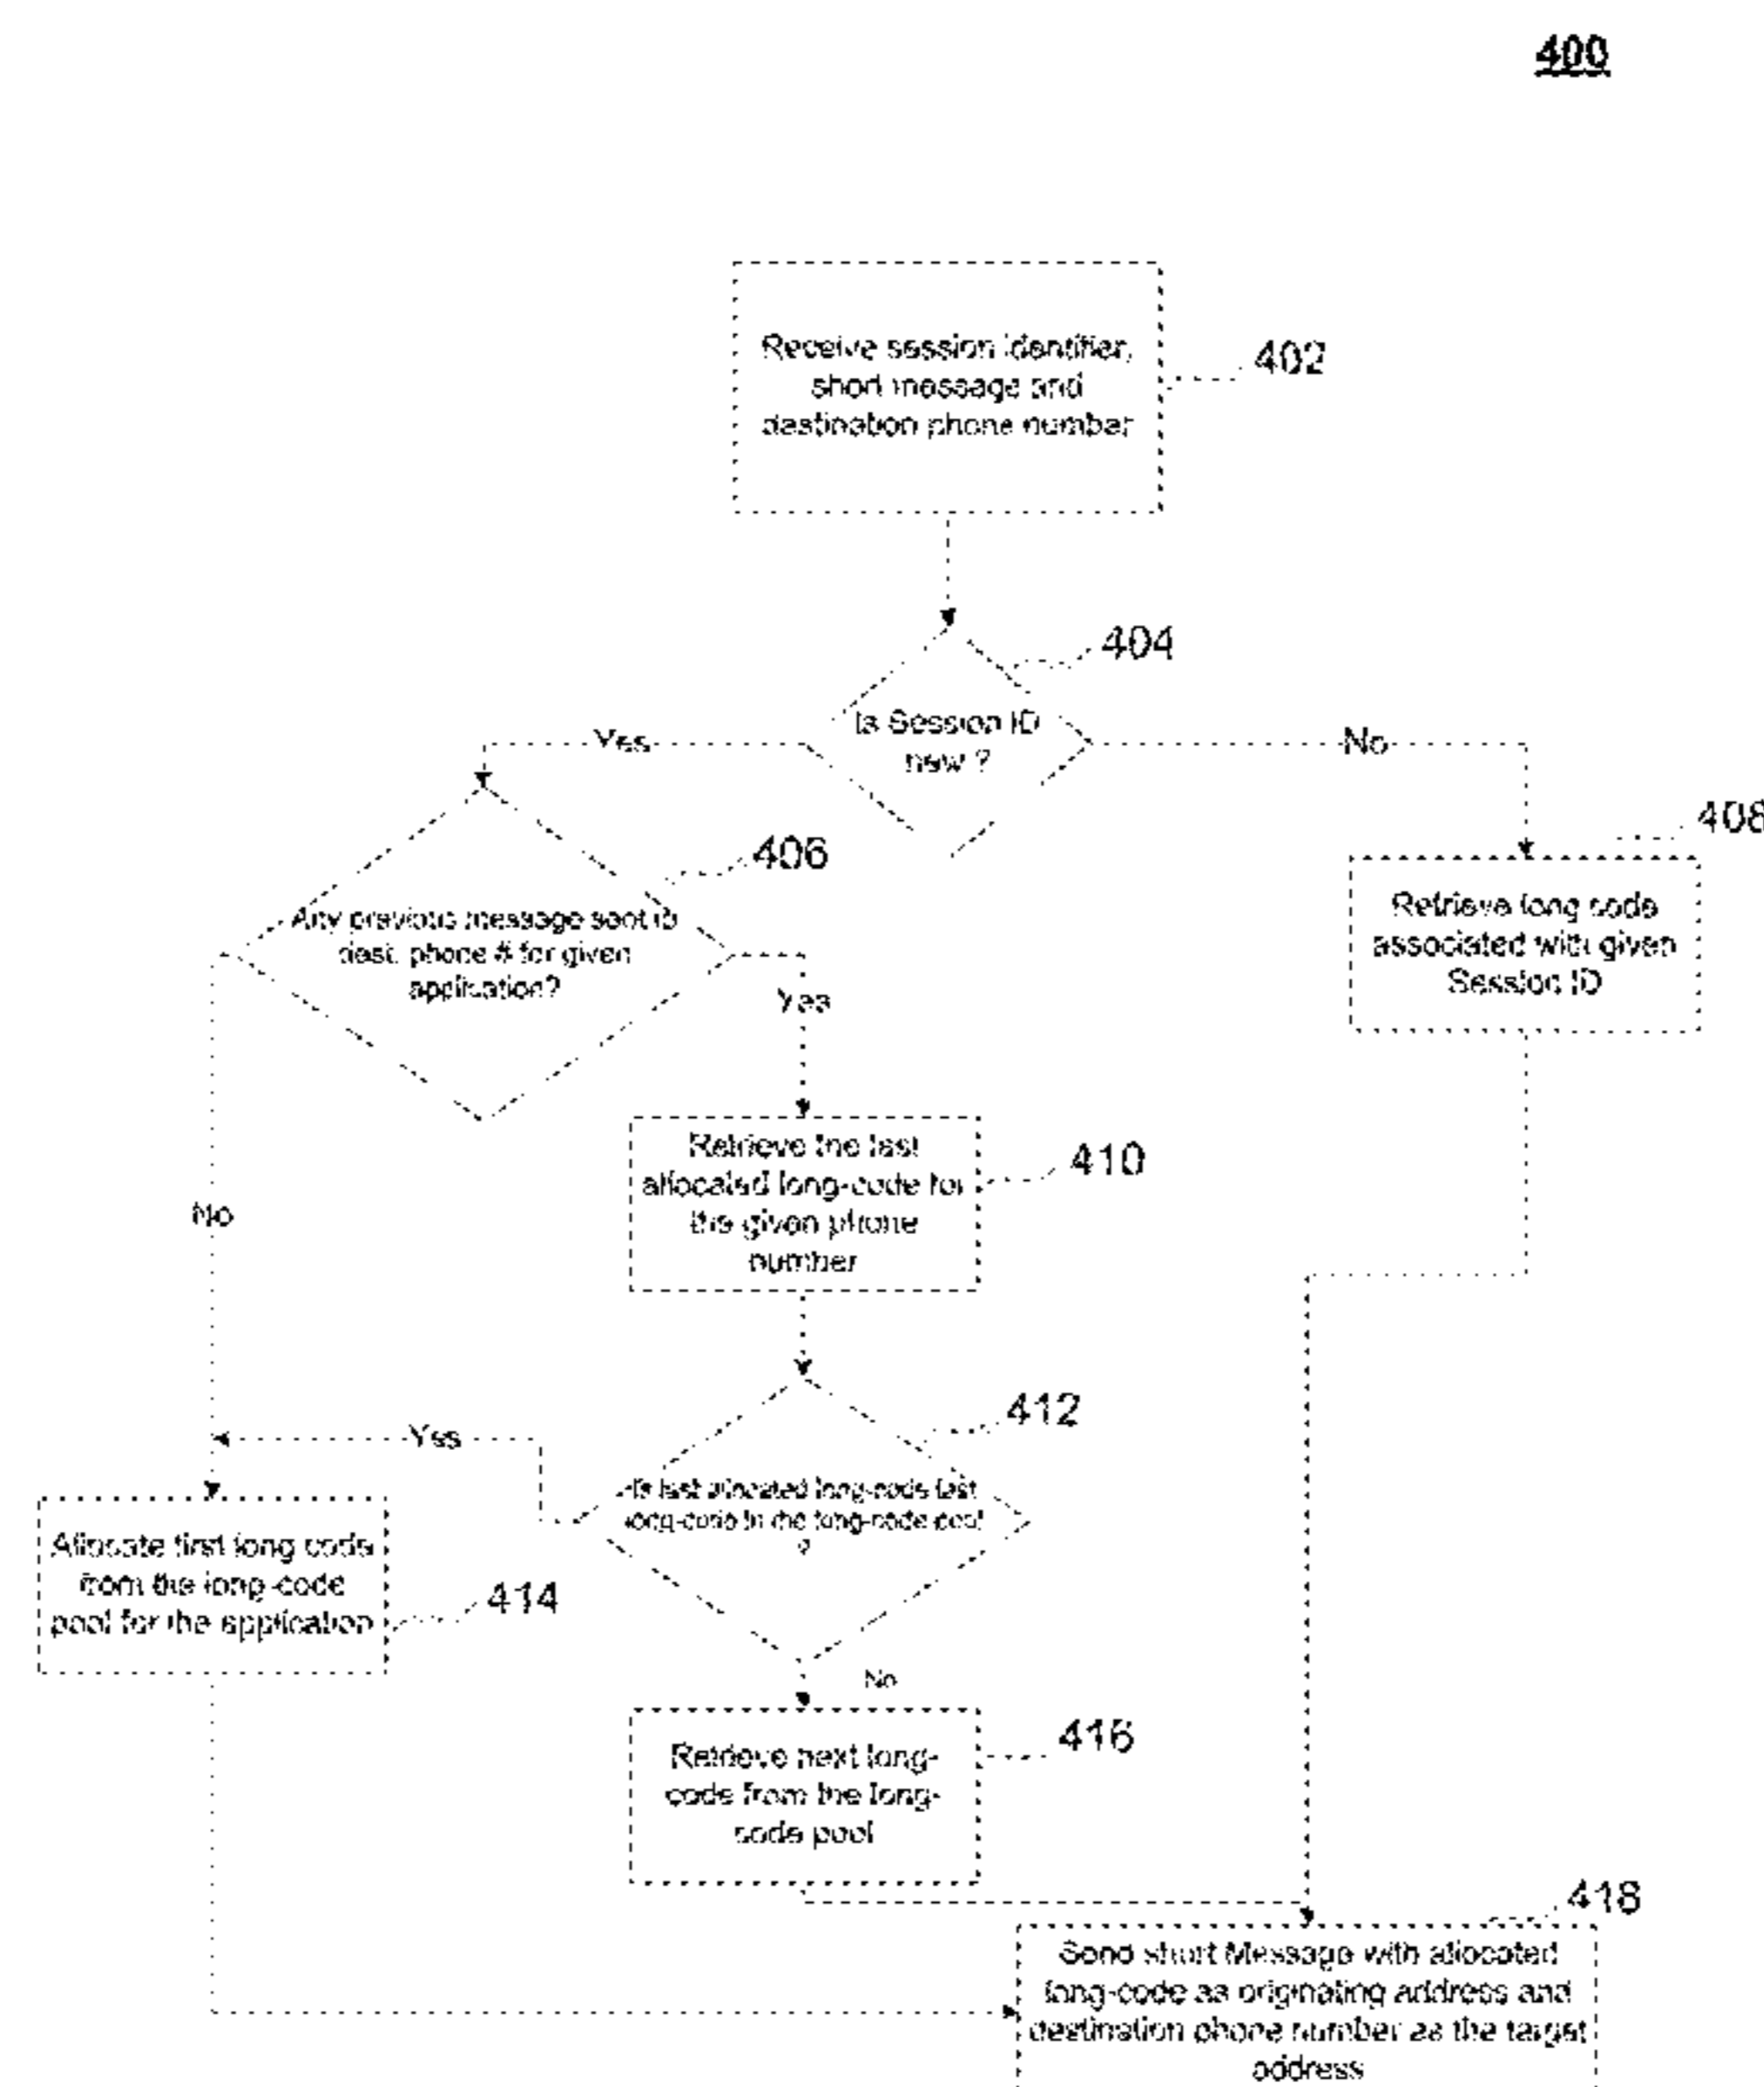 400
Receive session identifier,
short message and
destination phone number
402
404
Is Session ID
new ?
Yes
No
406
408
Any previous message sent to
dest. phone # for given
application?
Retrieve long code
associated with given
Session ID
Yes
Retrieve the last
allocated long-code for
the given phone
number
410
No
412
Yes
Is last allocated long-code last
long-code in the long-code pool
?
Allocate first long code
from the long-code
pool for the application
414
No
Retrieve next long-
code from the long-
code pool
416
418
Send short Message with allocated
long-code as originating address and
destination phone number as the target
address